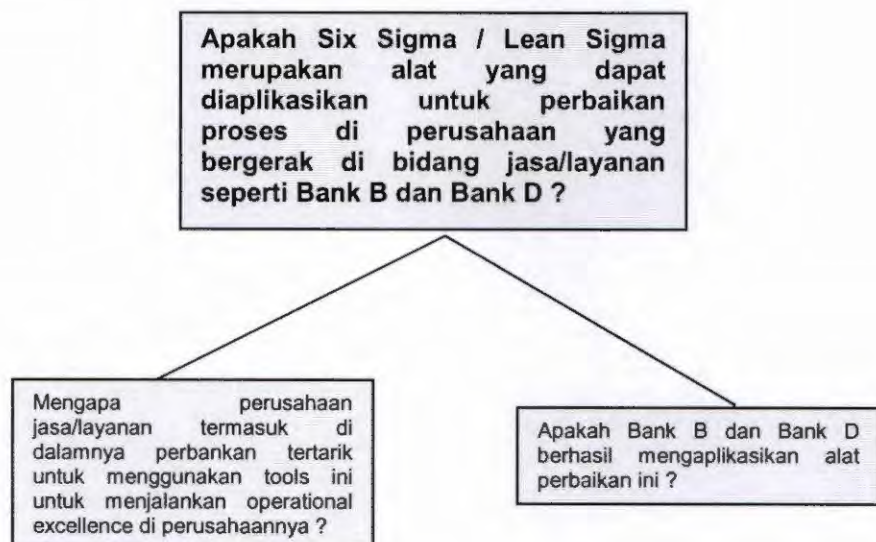 Apakah Six Sigma / Lean Sigma
merupakan alat yang dapat
diaplikasikan untuk perbaikan
proses di perusahaan yang
bergerak di bidang jasa/layanan
seperti Bank B dan Bank D ?
Mengapa perusahaan
jasa/layanan termasuk di
dalamnya perbankan tertarik
untuk menggunakan tools ini
untuk menjalankan operational
excellence di perusahaannya ?
Apakah Bank B dan Bank D
berhasil mengaplikasikan alat
perbaikan ini ?